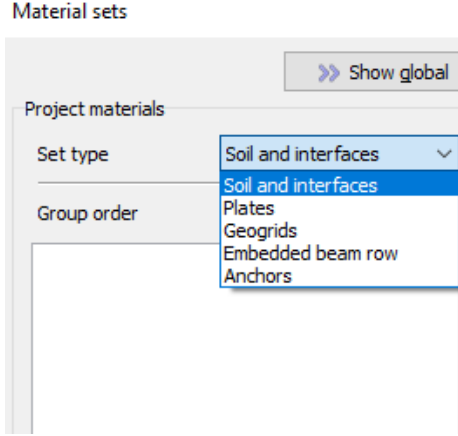 Material sets
Show global
Project materials
Set type
Soil and interfaces
Soil and interfaces
Plates
Group order
Geogrids
Embedded beam row
Anchors